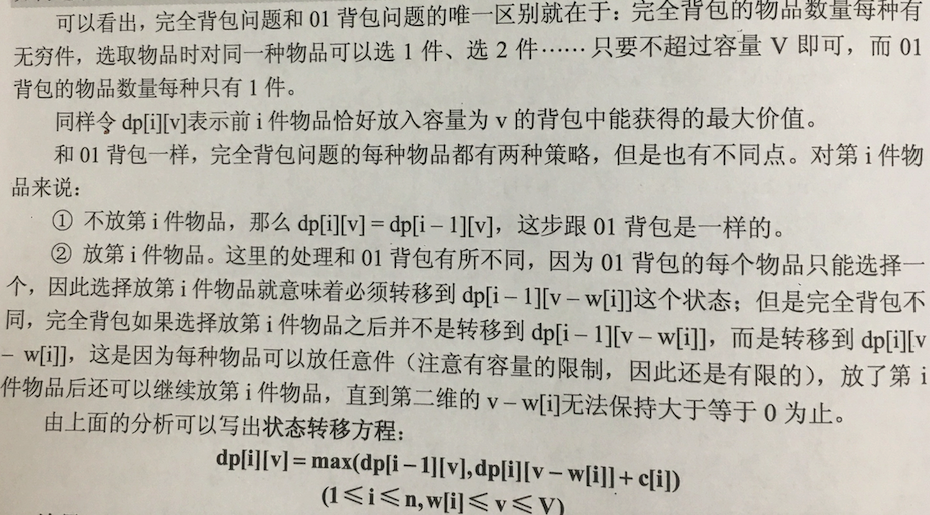 可以看出，完全背包问题和 01 背包问题的唯一区别就在于：完全背包的物品数量每种有
无穷件，选取物品时对同一种物品可以选 1 件、选 2 件……只要不超过容量 V 即可，而 01
背包的物品数量每种只有 1 件。
同样令 dp[i][v]表示前 i 件物品恰好放入容量为 v 的背包中能获得的最大价值。
和 01 背包一样，完全背包问题的每种物品都有两种策略，但是也有不同点。对第 i 件物
品来说：
① 不放第 i 件物品，那么 dp[i][v] = dp[i – 1][v]，这步跟 01 背包是一样的。
② 放第 i 件物品。这里的处理和 01 背包有所不同，因为 01 背包的每个物品只能选择一
个，因此选择放第 i 件物品就意味着必须转移到 dp[i – 1][v – w[i]]这个状态；但是完全背包不
同，完全背包如果选择放第 i 件物品之后并不是转移到 dp[i – 1][v – w[i]]，而是转移到 dp[i][v
– w[i]]，这是因为每种物品可以放任意件（注意有容量的限制，因此还是有限的），放了第 i
件物品后还可以继续放第 i 件物品，直到第二维的 v – w[i]无法保持大于等于 0 为止。
由上面的分析可以写出状态转移方程：
dp[i][v] = max(dp[i – 1][v],dp[i][v – w[i]] + c[i])
(1≤i≤n,w[i]≤v≤V)